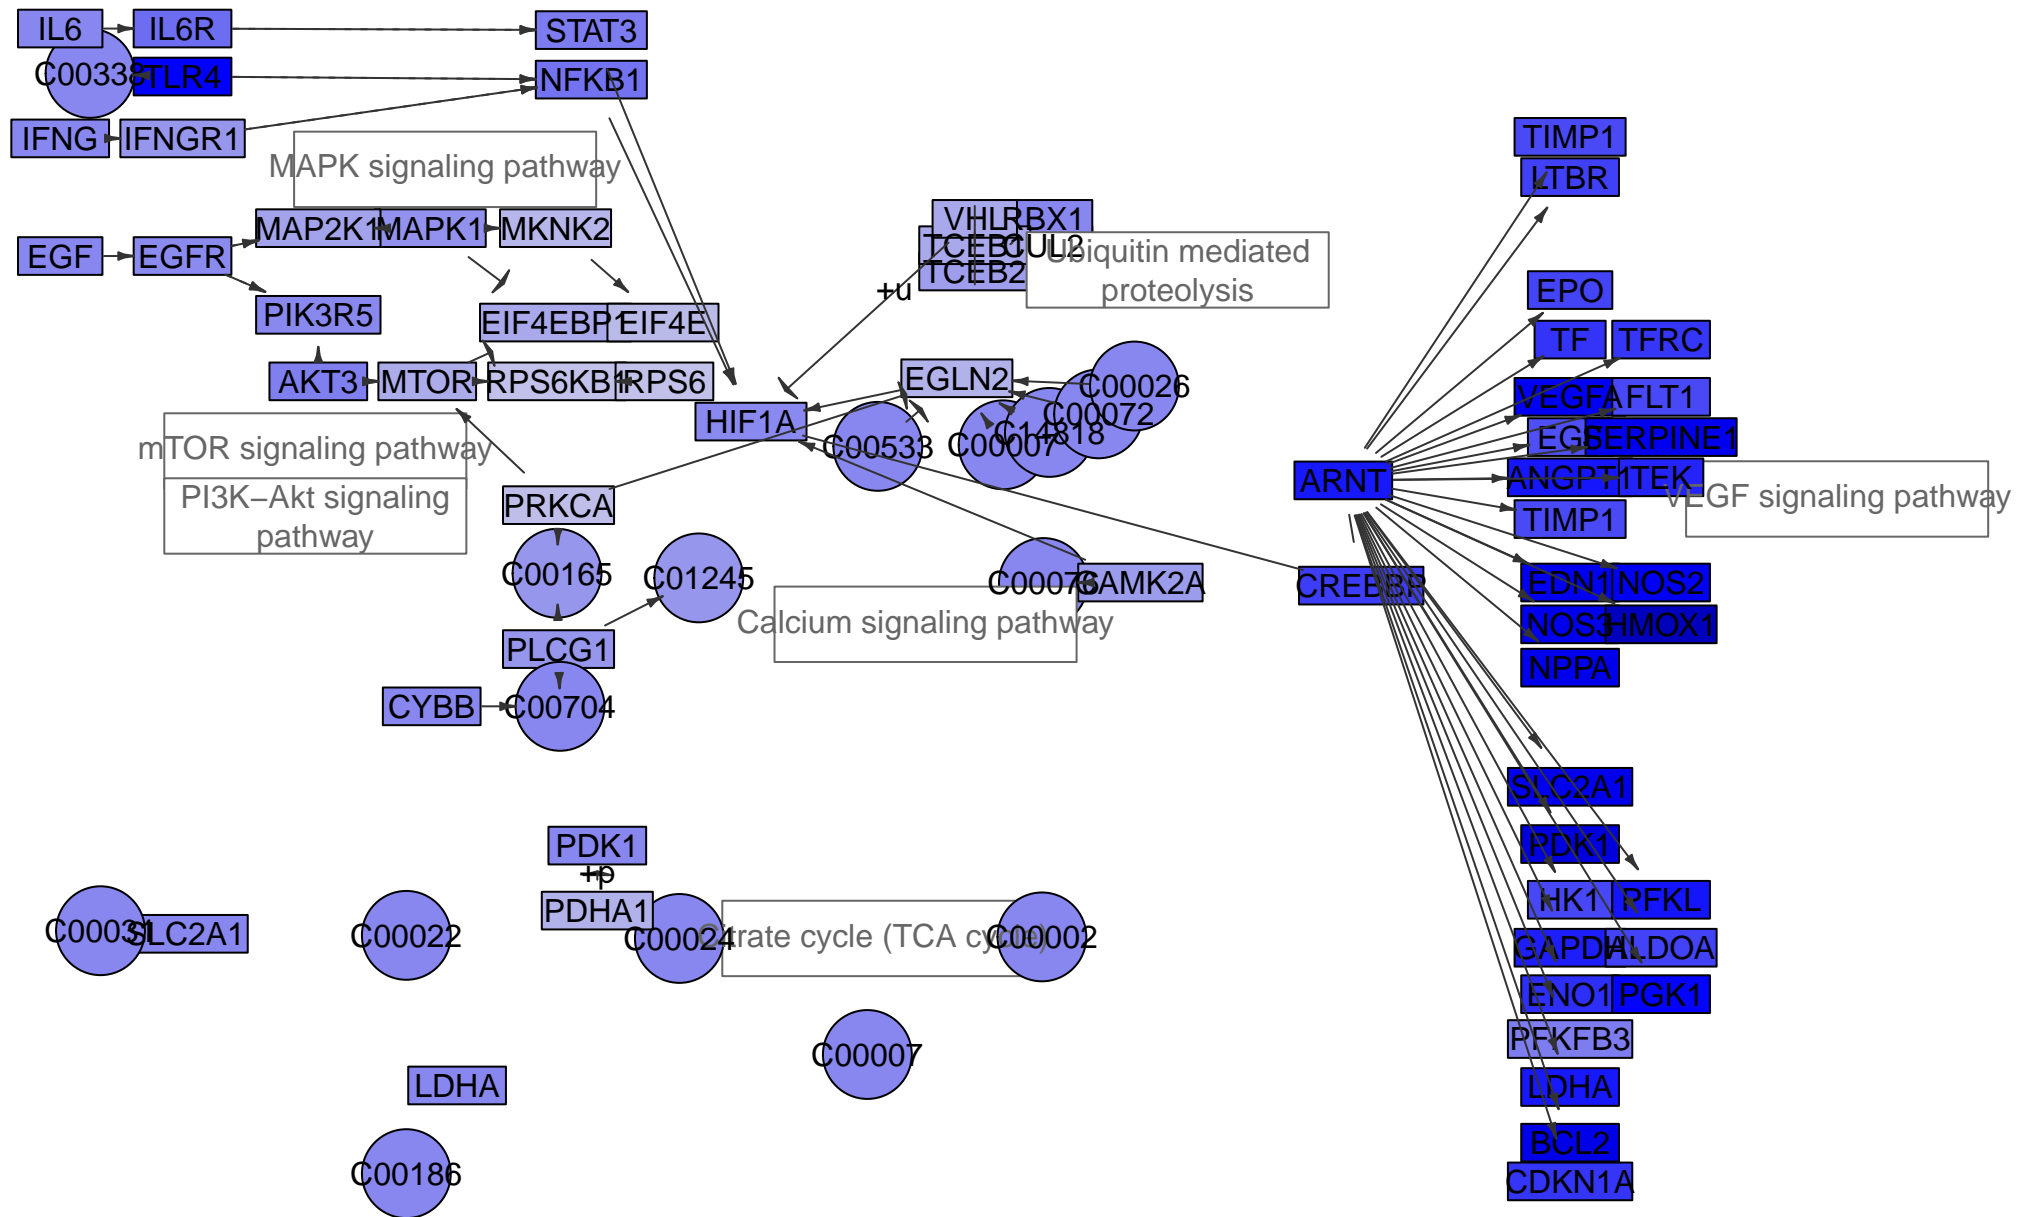 IL6
IL6R
STAT3
C00338
TLR4
NFKB1
IFNG
IFNGR1
MAPK signaling pathway
TIMP1
LTBR
MAP2K1
MAPK1
MKNK2
VHL
RBX1
EGF
EGFR
TCEB1
CUL2
Ubiquitin mediated
proteolysis
TCEB2
+u
EPO
PIK3R5
EIF4EBP1
EIF4E
TF
TFRC
AKT3
MTOR
RPS6KB1
RPS6
EGLN2
C00026
VEGFA
FLT1
HIF1A
C00072
C14818
C00007
C00533
EGF
SERPINE1
mTOR signaling pathway
ARNT
ANGPT1
TEK
VEGF signaling pathway
PI3K–Akt signaling
pathway
PRKCA
TIMP1
C00165
C01245
C00076
CAMK2A
CREBBP
EDN1
NOS2
Calcium signaling pathway
NOS3
HMOX1
PLCG1
NPPA
CYBB
C00704
SLC2A1
PDK1
PDK1
+p
PDHA1
HK1
PFKL
C00031
SLC2A1
C00022
C00024
Citrate cycle (TCA cycle)
C00002
GAPDH
ALDOA
ENO1
PGK1
C00007
PFKFB3
LDHA
LDHA
BCL2
C00186
CDKN1A